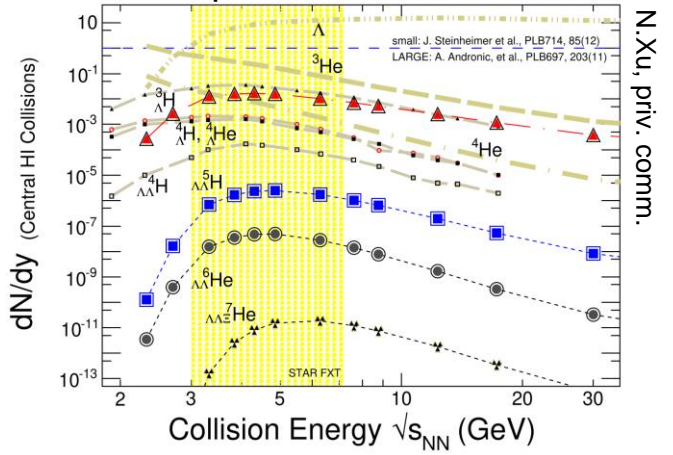 10
10⁻¹
10⁻³
10⁻⁵
10⁻⁷
10⁻⁹
10⁻¹¹
10⁻¹³
dN/dy (Central HI Collisions)
Λ
small: J. Steinheimer et al., PLB714, 85(12)
LARGE: A. Andronic, et al., PLB697, 203(11)
³He
³ΛH
⁴ΛH, ⁴ΛHe
⁴He
⁴ΛΛH
⁵ΛΛH
⁶ΛΛHe
⁷ΛΛΞHe
STAR FXT
2 3 4 5 10 20 30
Collision Energy √sNN (GeV)
N.Xu, priv. comm.